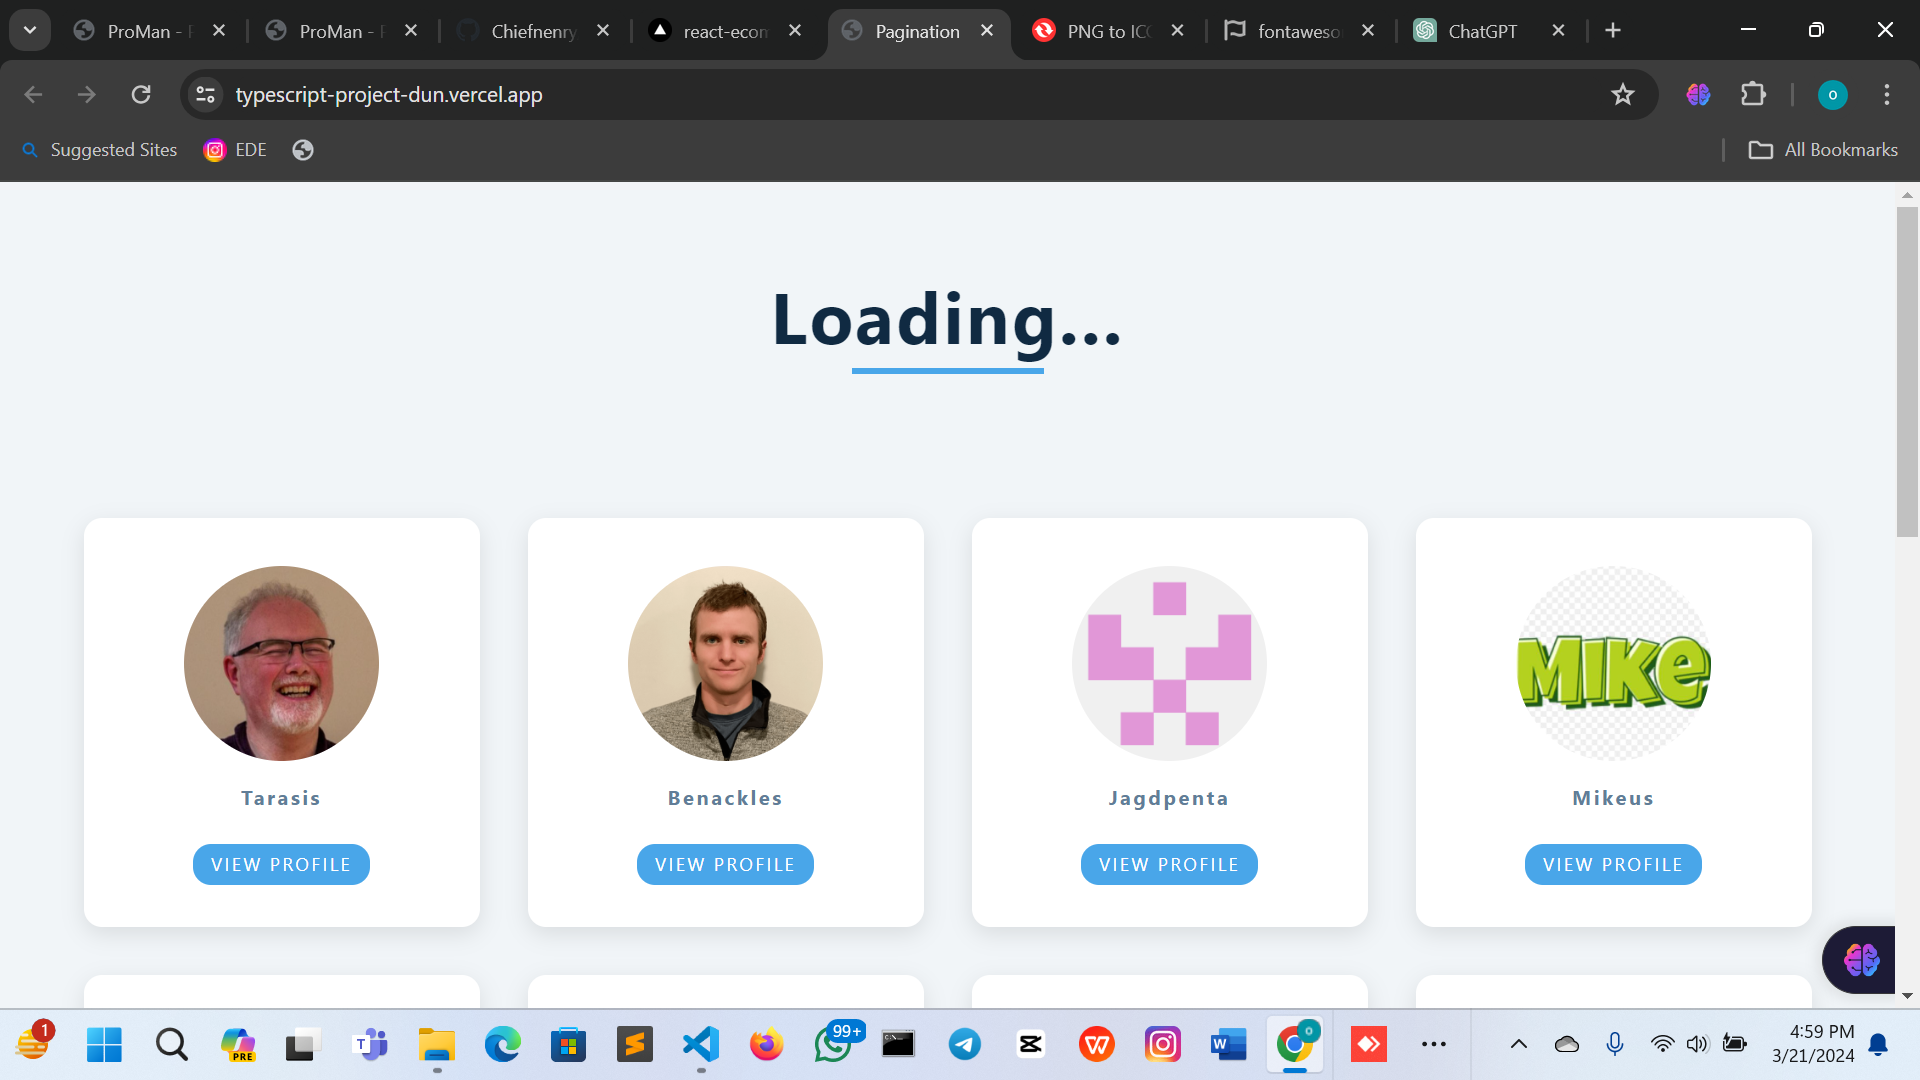 ProMan -
ProMan -
Chiefnenry
react-ecom
Pagination
PNG to ICO
fontaweso
ChatGPT
typescript-project-dun.vercel.app
o
Suggested Sites
EDE
All Bookmarks
Loading...
MIKE
Tarasis
Benackles
Jagdpenta
Mikeus
VIEW PROFILE
VIEW PROFILE
VIEW PROFILE
VIEW PROFILE
1
PRE
T
99+
W
o
4:59 PM
3/21/2024